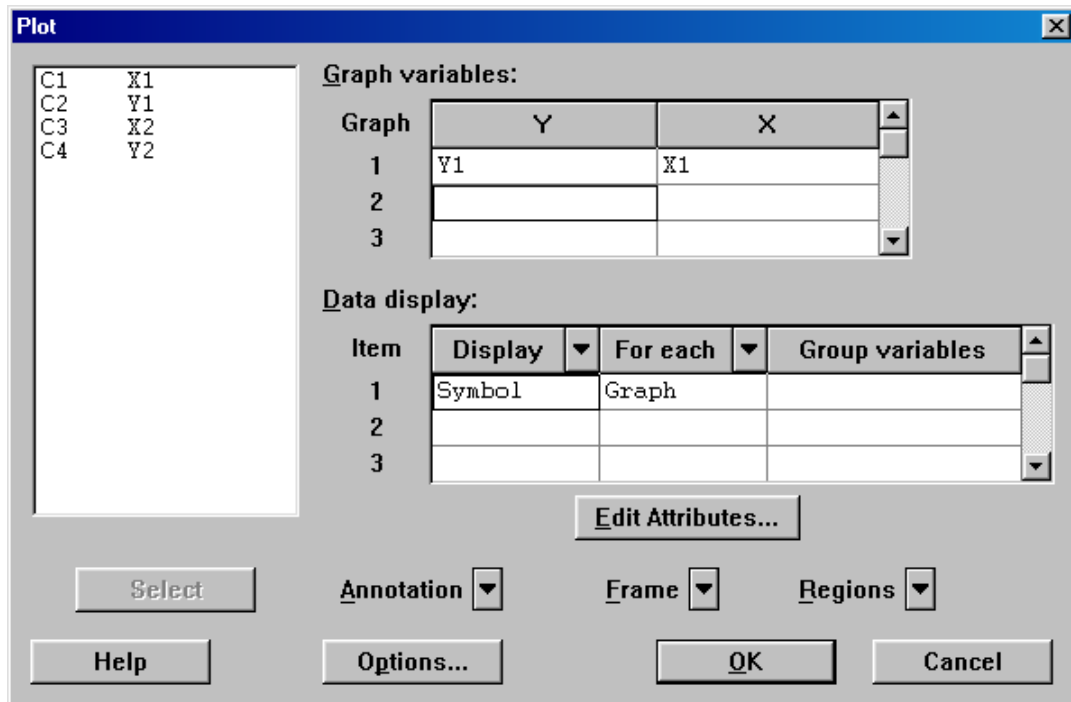 Plot
C1 X1
C2 Y1
C3 X2
C4 Y2
Graph variables:
Graph Y X
1 Y1 X1
2
3
Data display:
Item Display For each Group variables
1 Symbol Graph
2
3
Edit Attributes...
Select Annotation Frame Regions
Help Options... OK Cancel